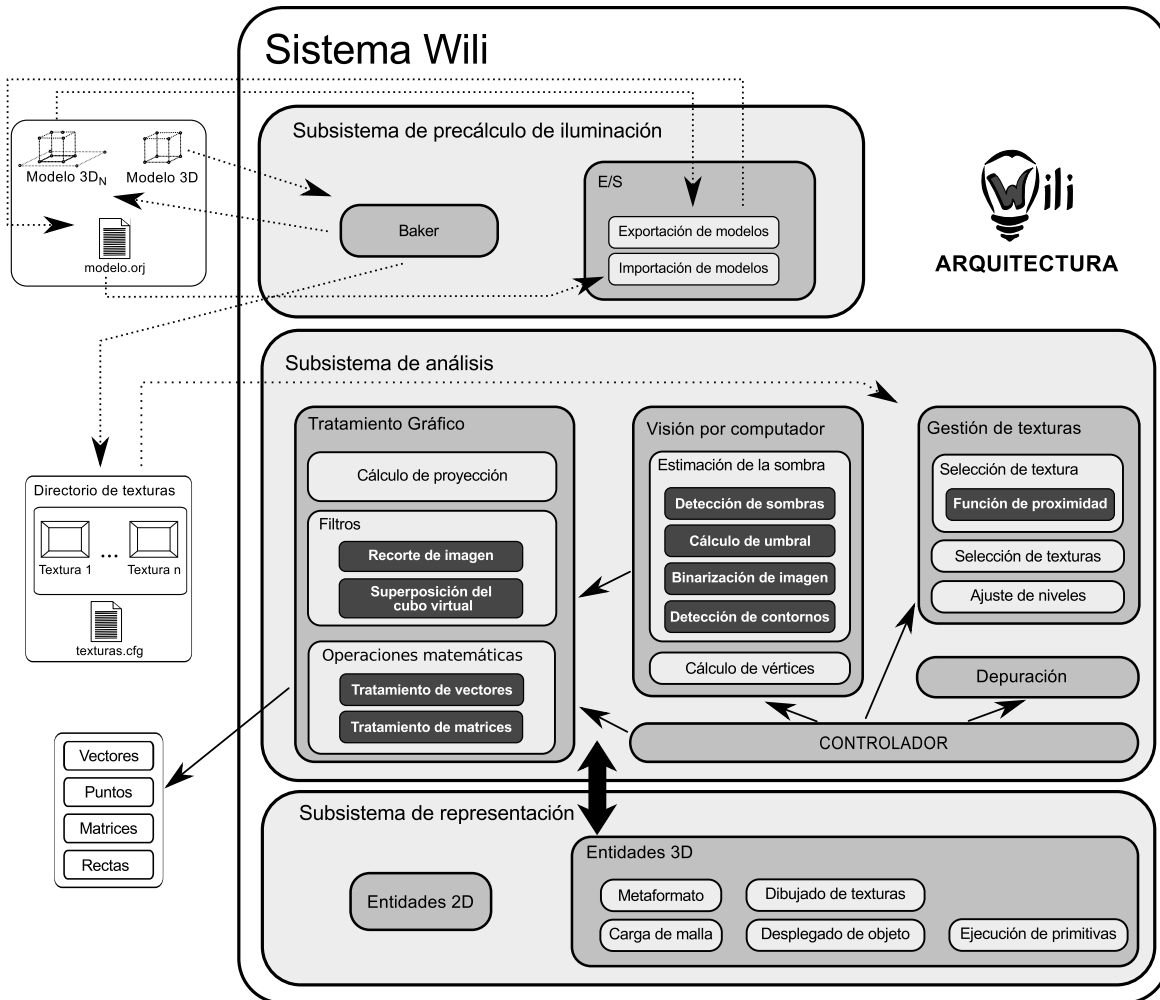 Sistema Wili
Subsistema de precálculo de iluminación
Modelo 3DN
Modelo 3D
modelo.orj
Baker
E/S
Exportación de modelos
Importación de modelos
Wili
ARQUITECTURA
Subsistema de análisis
Tratamiento Gráfico
Cálculo de proyección
Filtros
Recorte de imagen
Superposición del
cubo virtual
Operaciones matemáticas
Tratamiento de vectores
Tratamiento de matrices
Visión por computador
Estimación de la sombra
Detección de sombras
Cálculo de umbral
Binarización de imagen
Detección de contornos
Cálculo de vértices
Gestión de texturas
Selección de textura
Función de proximidad
Selección de texturas
Ajuste de niveles
Depuración
CONTROLADOR
Directorio de texturas
Textura 1
...
Textura n
texturas.cfg
Vectores
Puntos
Matrices
Rectas
Subsistema de representación
Entidades 2D
Entidades 3D
Metaformato
Dibujado de texturas
Carga de malla
Desplegado de objeto
Ejecución de primitivas